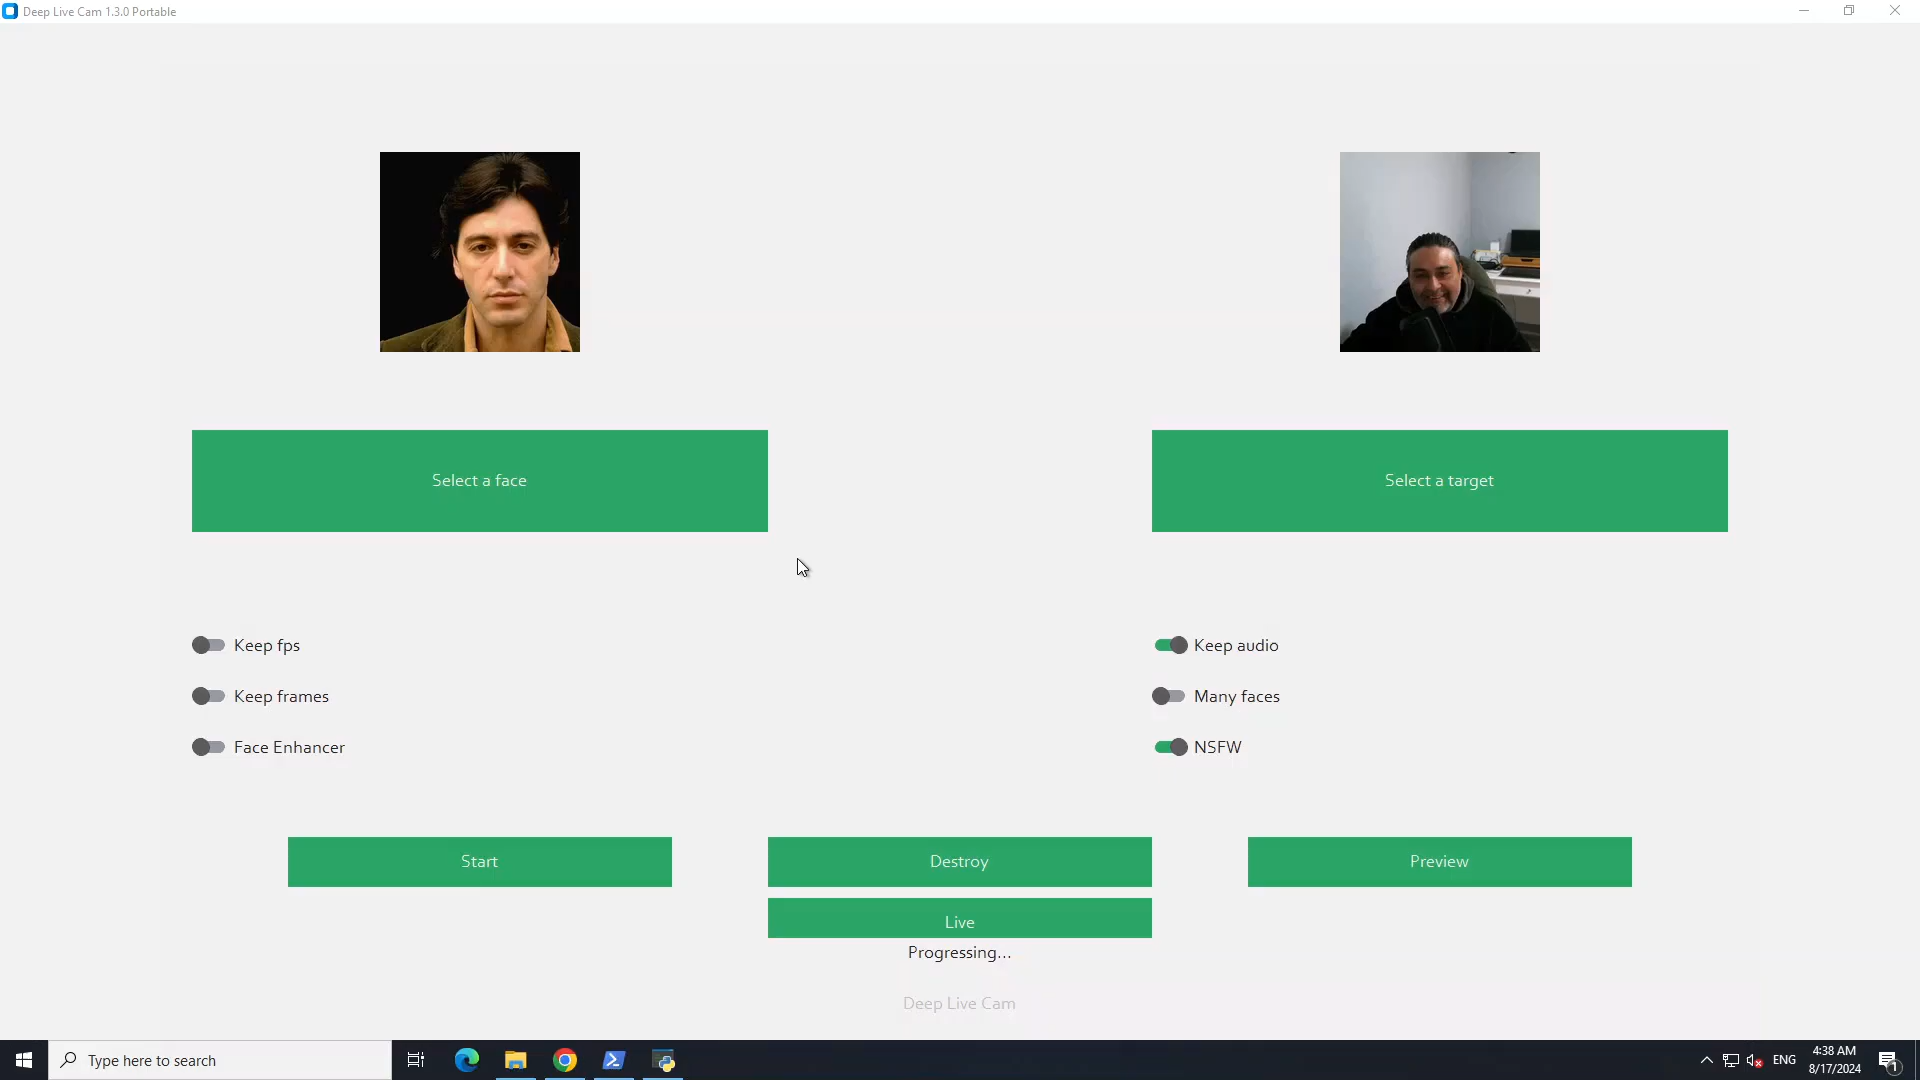 Deep Live Cam 1.3.0 Portable
Select a face
Select a target
Keep fps
Keep audio
Keep frames
Many faces
Face Enhancer
NSFW
Start
Destroy
Preview
Live
Progressing...
Deep Live Cam
Type here to search
ENG
4:38 AM
8/17/2024
1